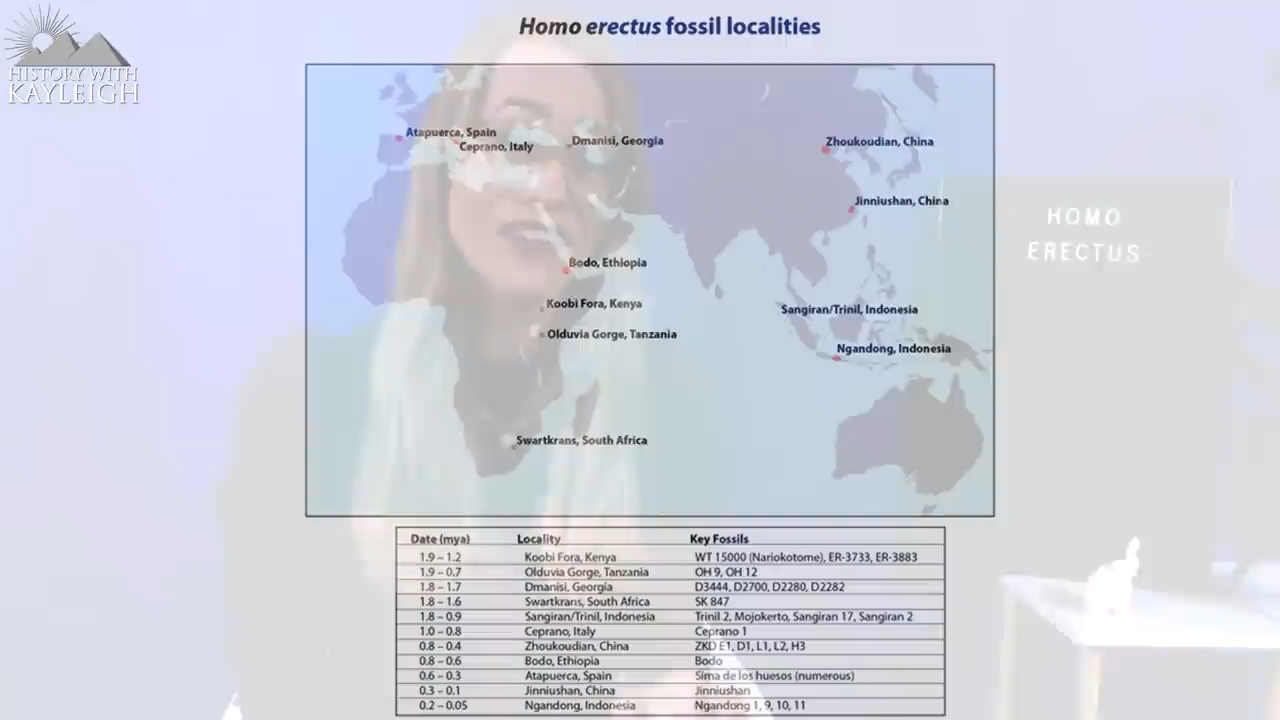 HISTORY WITH
KAYLEIGH
Homo erectus fossil localities
Atapuerca, Spain
Ceprano, Italy
Dmanisi, Georgia
Zhoukoudian, China
Jinniushan, China
HOMO
ERECTUS
Bodo, Ethiopia
Koobi Fora, Kenya
Sangiran/Trinil, Indonesia
Olduvia Gorge, Tanzania
Ngandong, Indonesia
Swartkrans, South Africa
Date (mya) Locality Key Fossils
1.9 – 1.2 Koobi Fora, Kenya WT 15000 (Nariokotome), ER-3733, ER-3883
1.9 – 0.7 Olduvia Gorge, Tanzania OH 9, OH 12
1.8 – 1.7 Dmanisi, Georgia D3444, D2700, D2280, D2282
1.8 – 1.6 Swartkrans, South Africa SK 847
1.8 – 0.9 Sangiran/Trinil, Indonesia Trinil 2, Mojokerto, Sangiran 17, Sangiran 2
1.0 – 0.8 Ceprano, Italy Ceprano 1
0.8 – 0.4 Zhoukoudian, China ZKD E1, D1, L1, L2, H3
0.8 – 0.6 Bodo, Ethiopia Bodo
0.6 – 0.3 Atapuerca, Spain Sima de los huesos (numerous)
0.3 – 0.1 Jinniushan, China Jinniushan
0.2 – 0.05 Ngandong, Indonesia Ngandong 1, 9, 10, 11